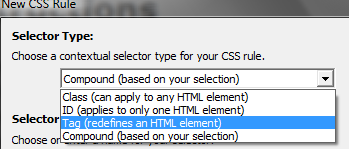 New CSS Rule
Selector Type:
Choose a contextual selector type for your CSS rule.
Compound (based on your selection)
Class (can apply to any HTML element)
ID (applies to only one HTML element)
Tag (redefines an HTML element)
Compound (based on your selection)
Selector
Choose or enter a name for your selector.